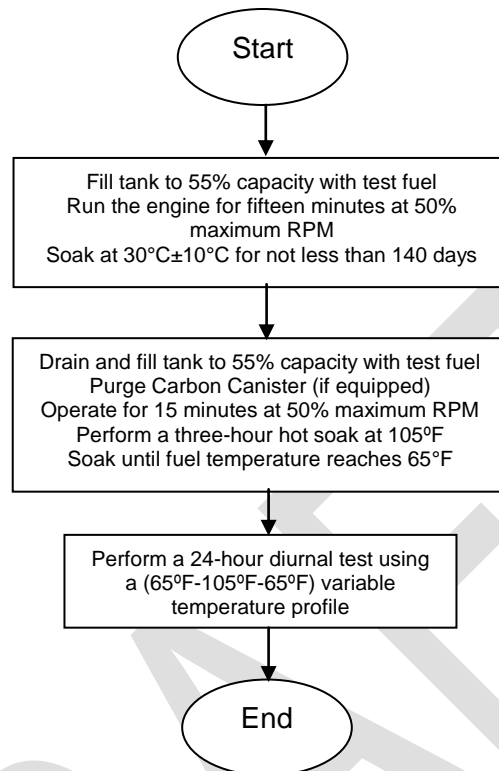 Start
Fill tank to 55% capacity with test fuel
Run the engine for fifteen minutes at 50%
maximum RPM
Soak at 30°C±10°C for not less than 140 days
Drain and fill tank to 55% capacity with test fuel
Purge Carbon Canister (if equipped)
Operate for 15 minutes at 50% maximum RPM
Perform a three-hour hot soak at 105ºF
Soak until fuel temperature reaches 65°F
Perform a 24-hour diurnal test using
a (65ºF-105ºF-65ºF) variable
temperature profile
End